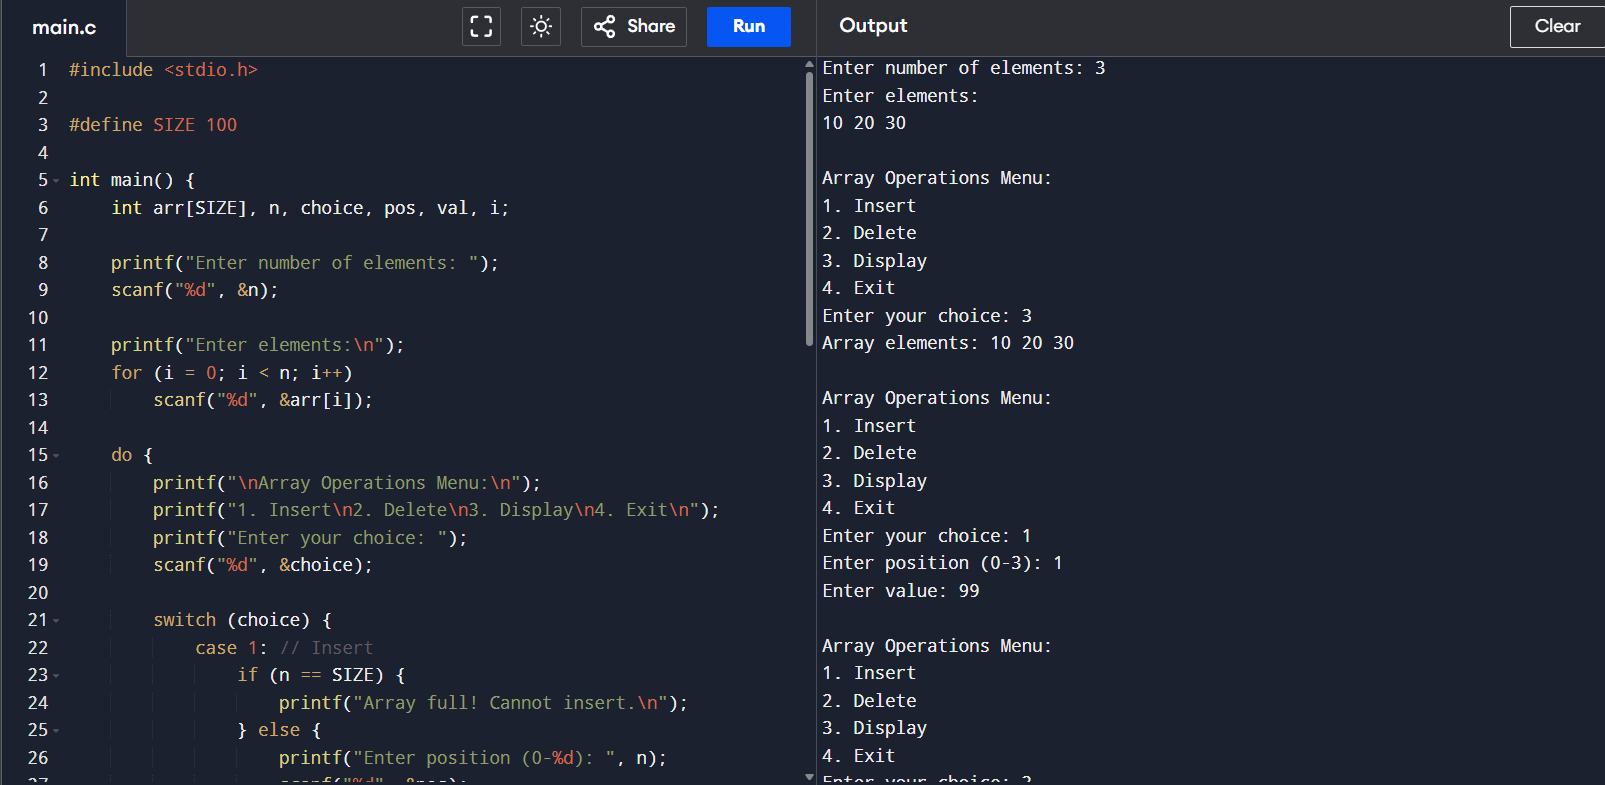 main.c
Share
Run
Output
Clear
1 #include <stdio.h>
2
3 #define SIZE 100
4
5 int main() {
6     int arr[SIZE], n, choice, pos, val, i;
7
8     printf("Enter number of elements: ");
9     scanf("%d", &n);
10
11     printf("Enter elements:\n");
12     for (i = 0; i < n; i++)
13         scanf("%d", &arr[i]);
14
15     do {
16         printf("\nArray Operations Menu:\n");
17         printf("1. Insert\n2. Delete\n3. Display\n4. Exit\n");
18         printf("Enter your choice: ");
19         scanf("%d", &choice);
20
21         switch (choice) {
22             case 1: // Insert
23                 if (n == SIZE) {
24                     printf("Array full! Cannot insert.\n");
25                 } else {
26                     printf("Enter position (0-%d): ", n);
27                     scanf("%d", &pos);
Enter number of elements: 3
Enter elements:
10 20 30

Array Operations Menu:
1. Insert
2. Delete
3. Display
4. Exit
Enter your choice: 3
Array elements: 10 20 30

Array Operations Menu:
1. Insert
2. Delete
3. Display
4. Exit
Enter your choice: 1
Enter position (0-3): 1
Enter value: 99

Array Operations Menu:
1. Insert
2. Delete
3. Display
4. Exit
Enter your choice: